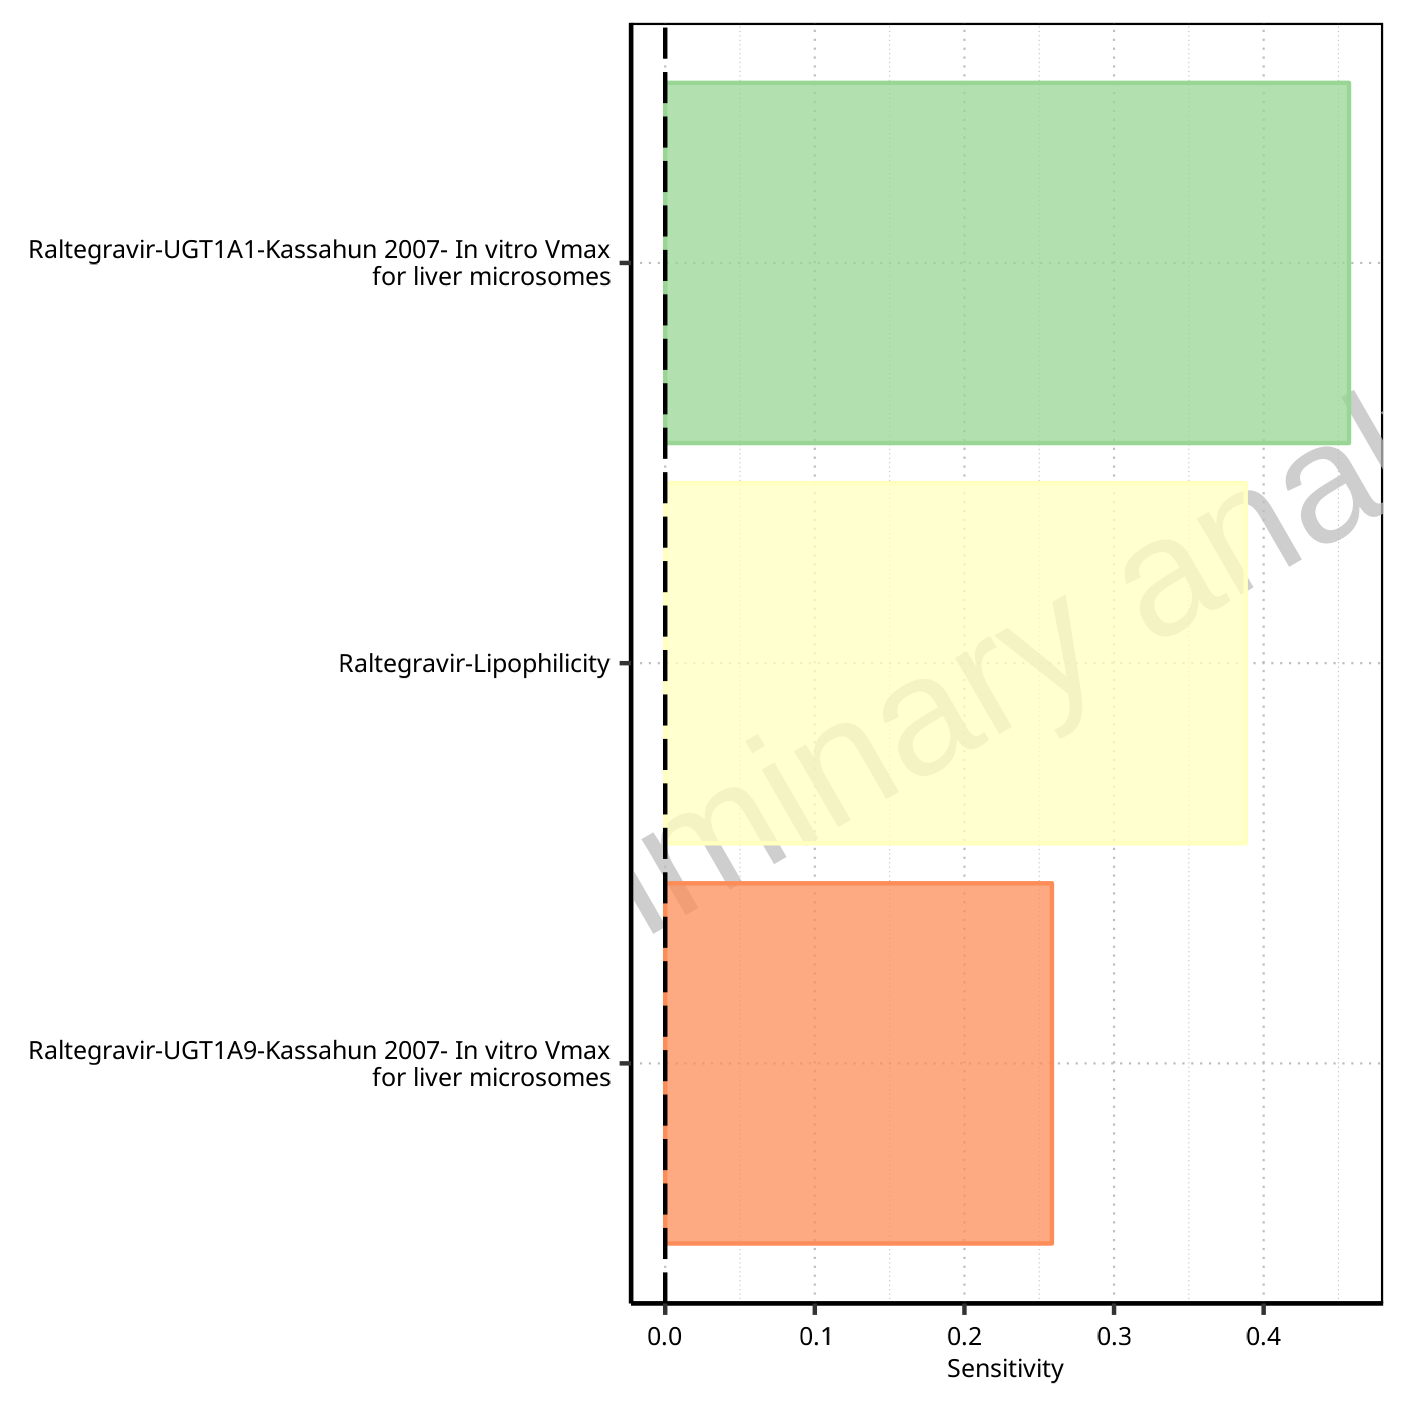 Raltegravir-UGT1A1-Kassahun 2007- In vitro Vmax
for liver microsomes
Raltegravir-Lipophilicity
Raltegravir-UGT1A9-Kassahun 2007- In vitro Vmax
for liver microsomes
minary anal
0.0 0.1 0.2 0.3 0.4
Sensitivity